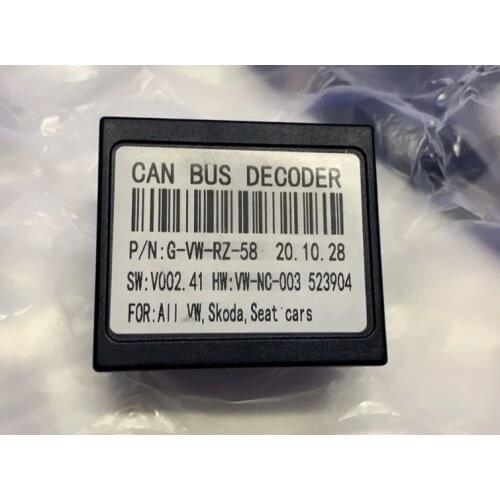 CAN BUS DECODER
P/N:G-VW-RZ-58 20.10.28
SW:V002.41 HW:VW-NC-003 523904
FOR:All VW,Skoda,Seat cars